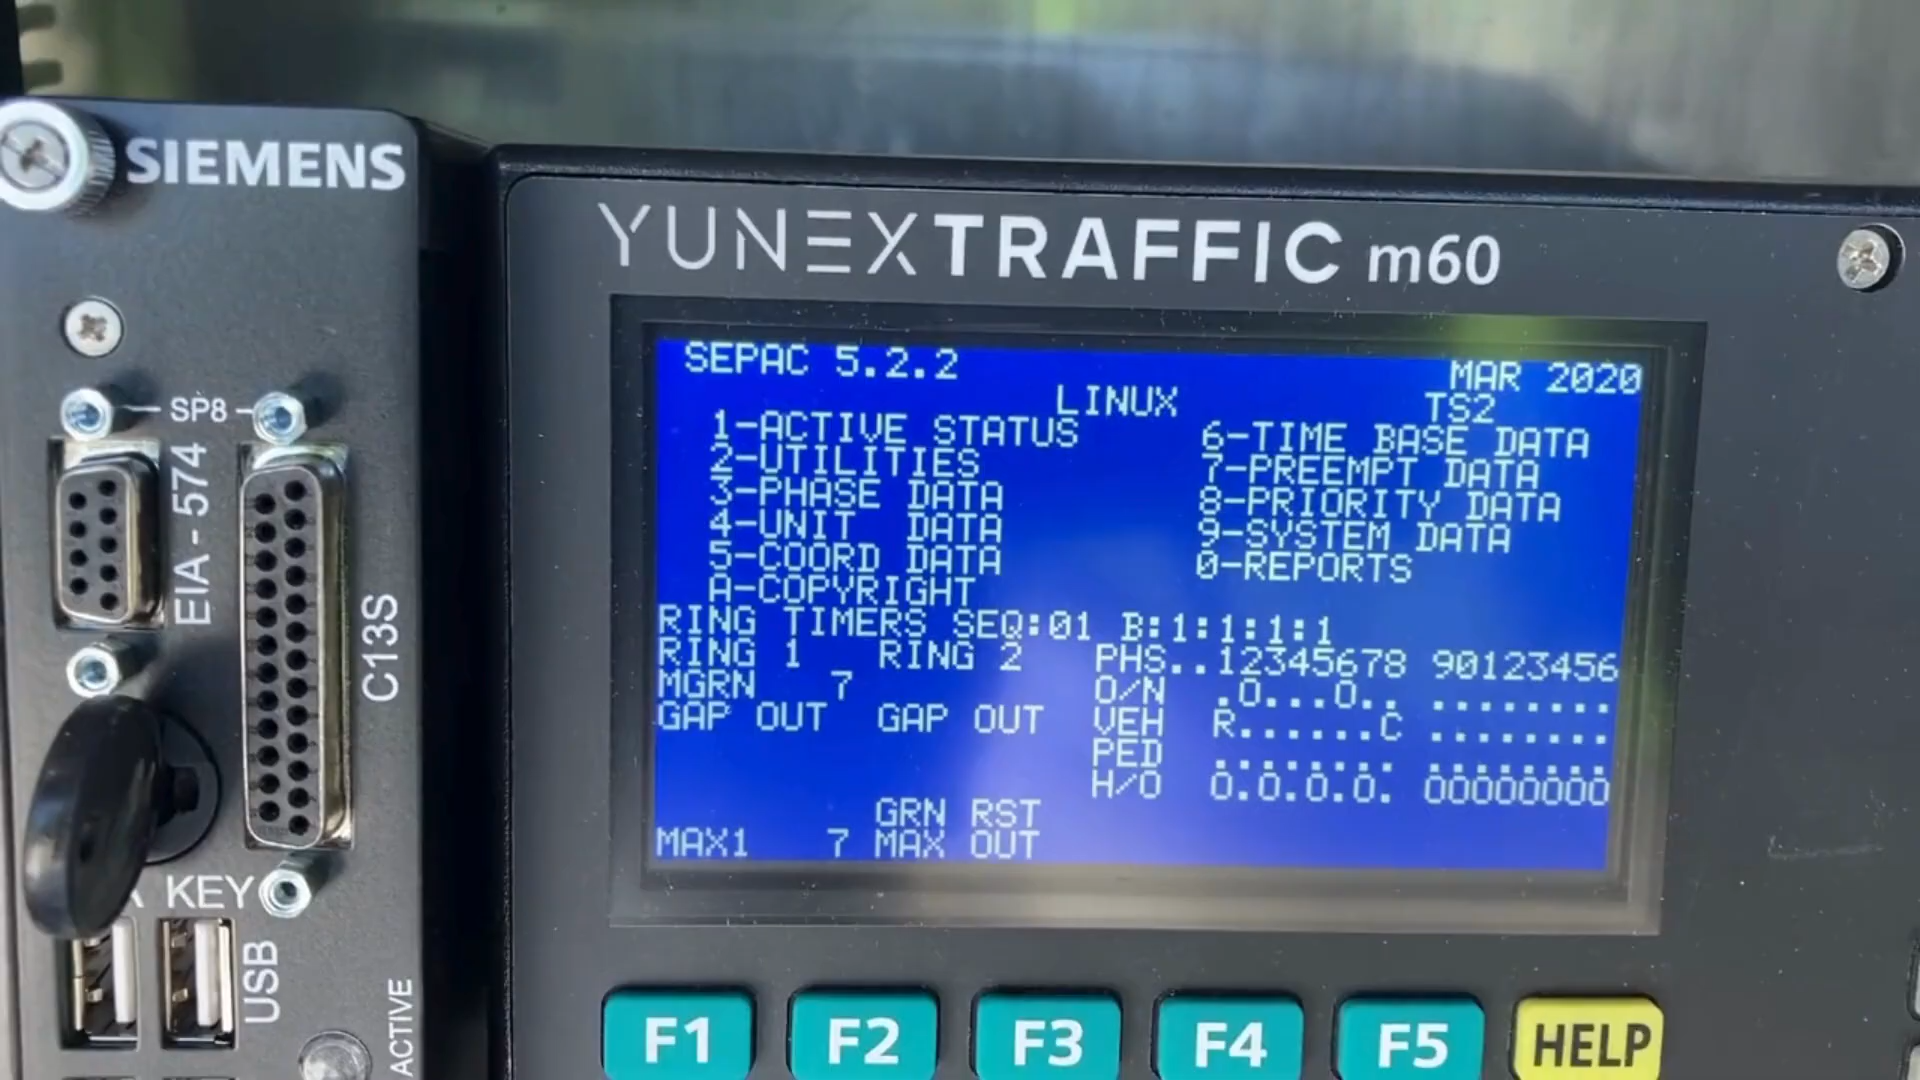 SIEMENS
SP8
EIA - 574
C13S
KEY
USB
ACTIVE
YUNEXTRAFFIC m60
SEPAC 5.2.2 MAR 2020
LINUX TS2
1-ACTIVE STATUS 6-TIME BASE DATA
2-UTILITIES 7-PREEMPT DATA
3-PHASE DATA 8-PRIORITY DATA
4-UNIT DATA 9-SYSTEM DATA
5-COORD DATA 0-REPORTS
A-COPYRIGHT
RING TIMERS SEQ:01 B:1:1:1:1
RING 1 RING 2 PHS..12345678 90123456
MGRN 7 O/N .O...O.. ........
GAP OUT GAP OUT VEH R......C ........
PED ........ ........
H/O O.O.O.O. OOOOOOOO
GRN RST
MAX1 7 MAX OUT
F1 F2 F3 F4 F5 HELP